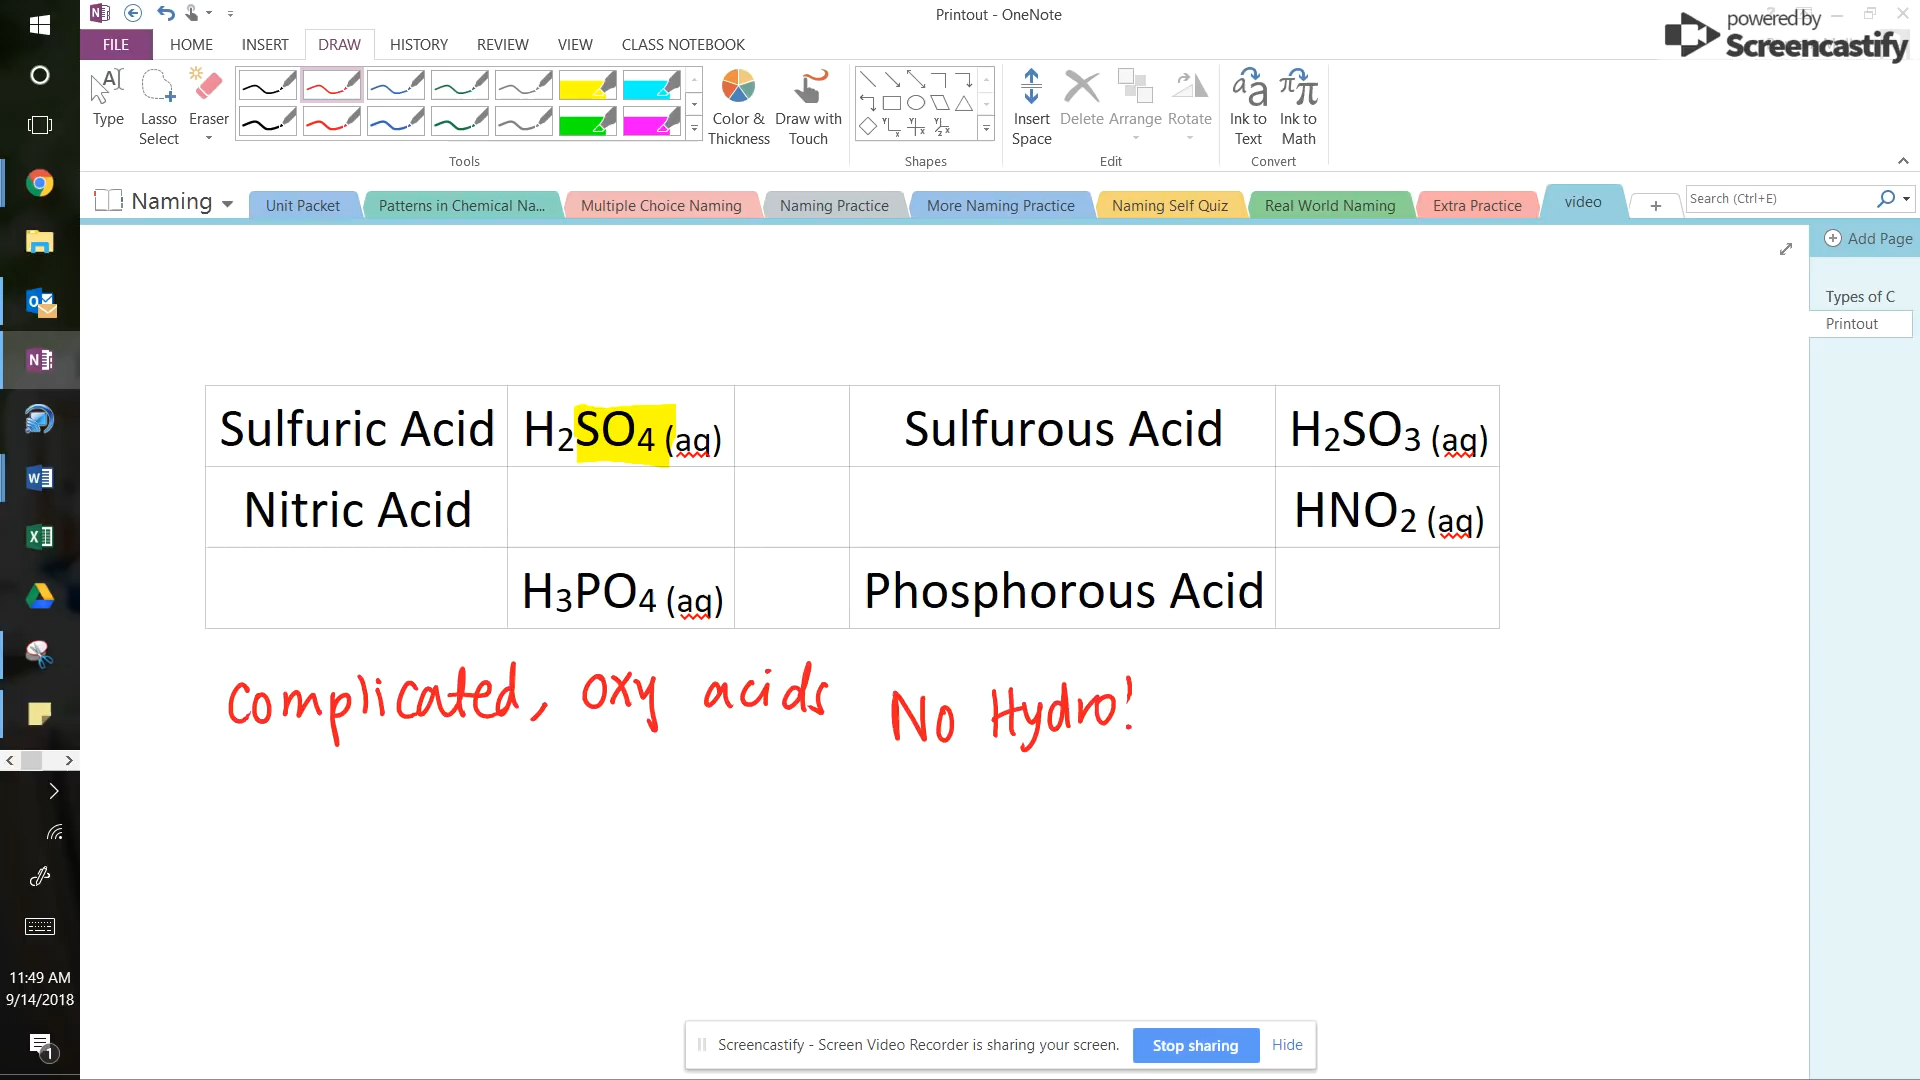 Printout - OneNote
powered by
Screencastify
FILE HOME INSERT DRAW HISTORY REVIEW VIEW CLASS NOTEBOOK
Type
Lasso Select
Eraser
Color & Thickness
Draw with Touch
Insert Space
Delete
Arrange
Rotate
Ink to Text
Ink to Math
Tools
Shapes
Edit
Convert
Naming
Unit Packet
Patterns in Chemical Na...
Multiple Choice Naming
Naming Practice
More Naming Practice
Naming Self Quiz
Real World Naming
Extra Practice
video
Search (Ctrl+E)
Add Page
Types of C
Printout
Sulfuric Acid H₂SO₄ (aq) Sulfurous Acid H₂SO₃ (aq)
Nitric Acid HNO₂ (aq)
H₃PO₄ (aq) Phosphorous Acid
complicated, oxy acids No Hydro!
11:49 AM
9/14/2018
1
Screencastify - Screen Video Recorder is sharing your screen. Stop sharing Hide